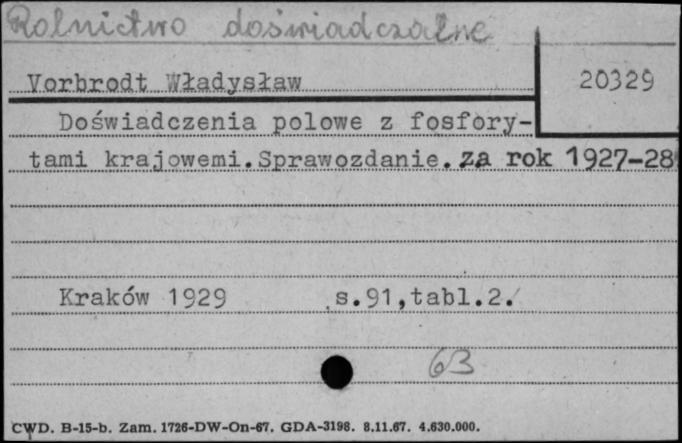 Rolnictwo doświadczalne
Vorbrodt Władysław
20329
Doświadczenia polowe z fosfory-
tami krajowemi.Sprawozdanie.za rok 1927-28
Kraków 1929 s.91,tabl.2.
63
CWD. B-15-b. Zam. 1726-DW-On-67. GDA-3198. 8.11.67. 4.630.000.